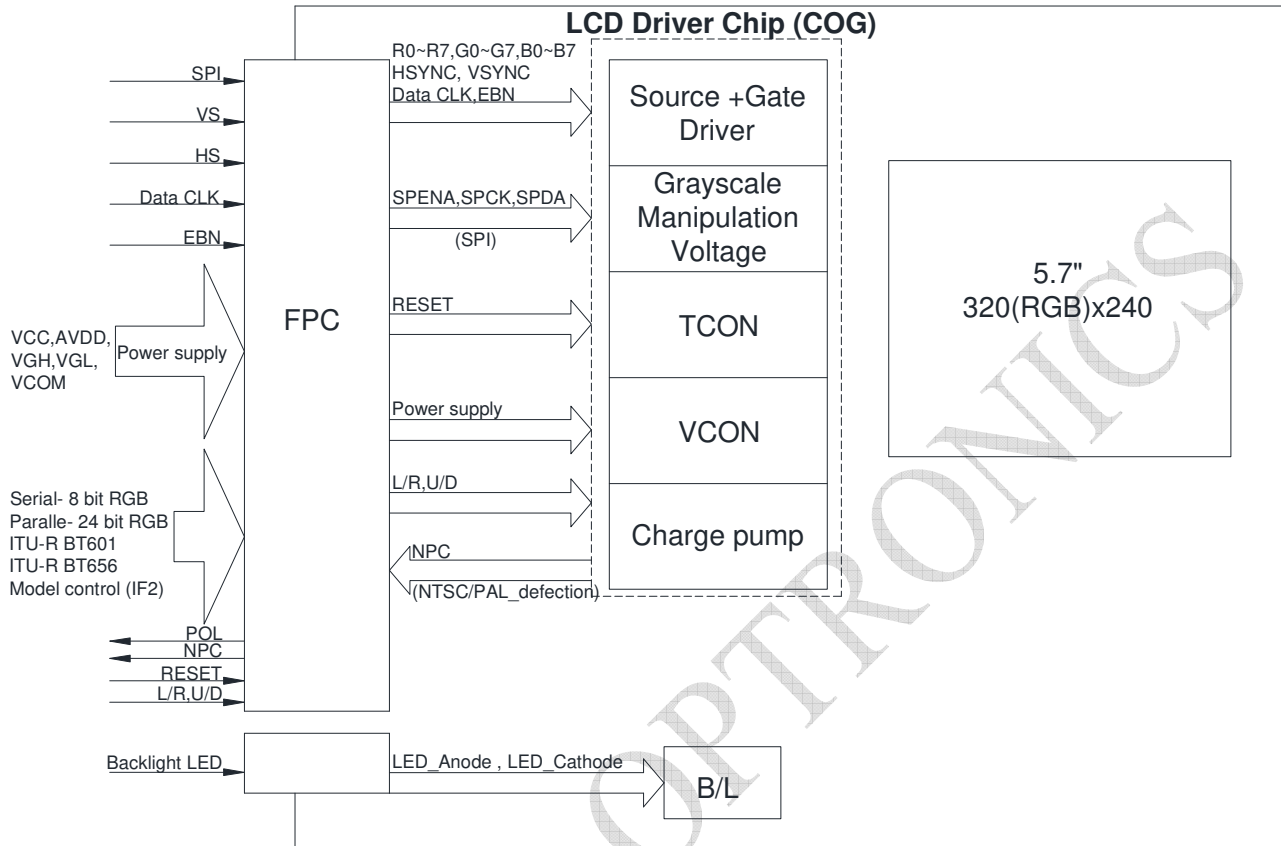 LCD Driver Chip (COG)
SPI
VS
HS
Data CLK
EBN
VCC,AVDD,
VGH,VGL,
VCOM
Power supply
Serial- 8 bit RGB
Paralle- 24 bit RGB
ITU-R BT601
ITU-R BT656
Model control (IF2)
POL
NPC
RESET
L/R,U/D
Backlight LED
FPC
R0~R7,G0~G7,B0~B7
HSYNC, VSYNC
Data CLK,EBN
SPENA,SPCK,SPDA
(SPI)
RESET
Power supply
L/R,U/D
NPC
(NTSC/PAL_defection)
LED_Anode , LED_Cathode
Source +Gate
Driver
Grayscale
Manipulation
Voltage
TCON
VCON
Charge pump
B/L
5.7"
320(RGB)x240
OPTRONICS